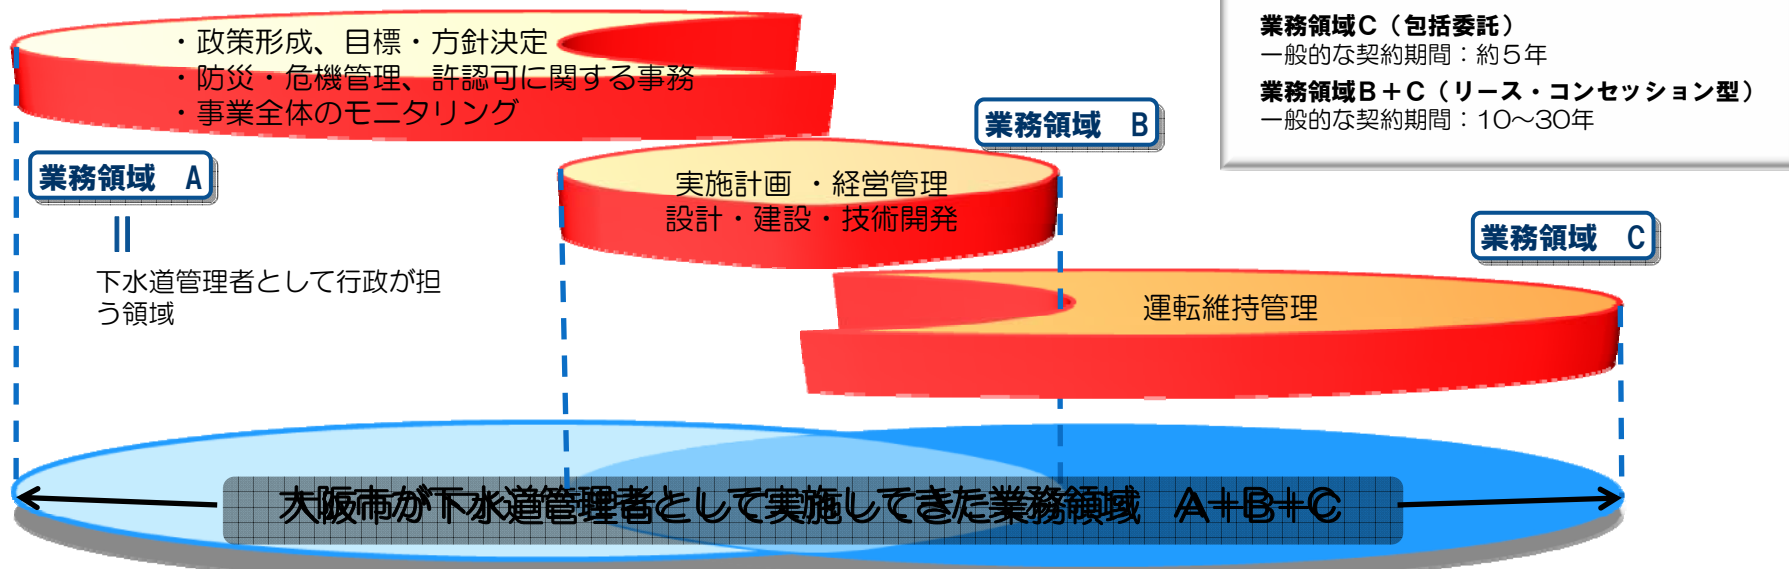 ・政策形成、目標・方針決定
・防災・危機管理、許認可に関する事務
・事業全体のモニタリング
業務領域　A
||
下水道管理者として行政が担
う領域
業務領域　B
実施計画 ・経営管理
設計・建設・技術開発
業務領域C（包括委託）
一般的な契約期間：約５年
業務領域B＋C（リース・コンセッション型）
一般的な契約期間：10～30年
業務領域　C
運転維持管理
大阪市が下水道管理者として実施してきた業務領域　A+B+C